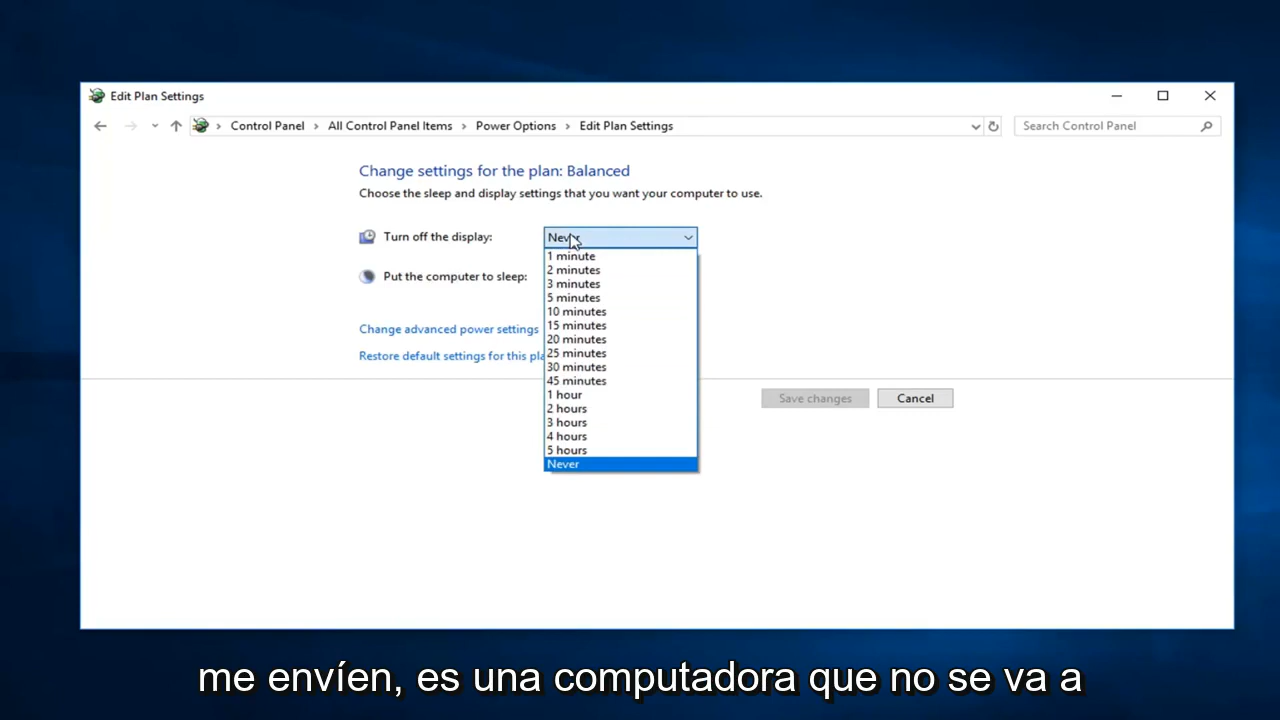 Edit Plan Settings
Control Panel > All Control Panel Items > Power Options > Edit Plan Settings
Search Control Panel
Change settings for the plan: Balanced
Choose the sleep and display settings that you want your computer to use.
Turn off the display: Never
1 minute
2 minutes
3 minutes
5 minutes
10 minutes
15 minutes
20 minutes
25 minutes
30 minutes
45 minutes
1 hour
2 hours
3 hours
4 hours
5 hours
Never
Put the computer to sleep:
Change advanced power settings
Restore default settings for this
Save changes Cancel
me envíen, es una computadora que no se va a